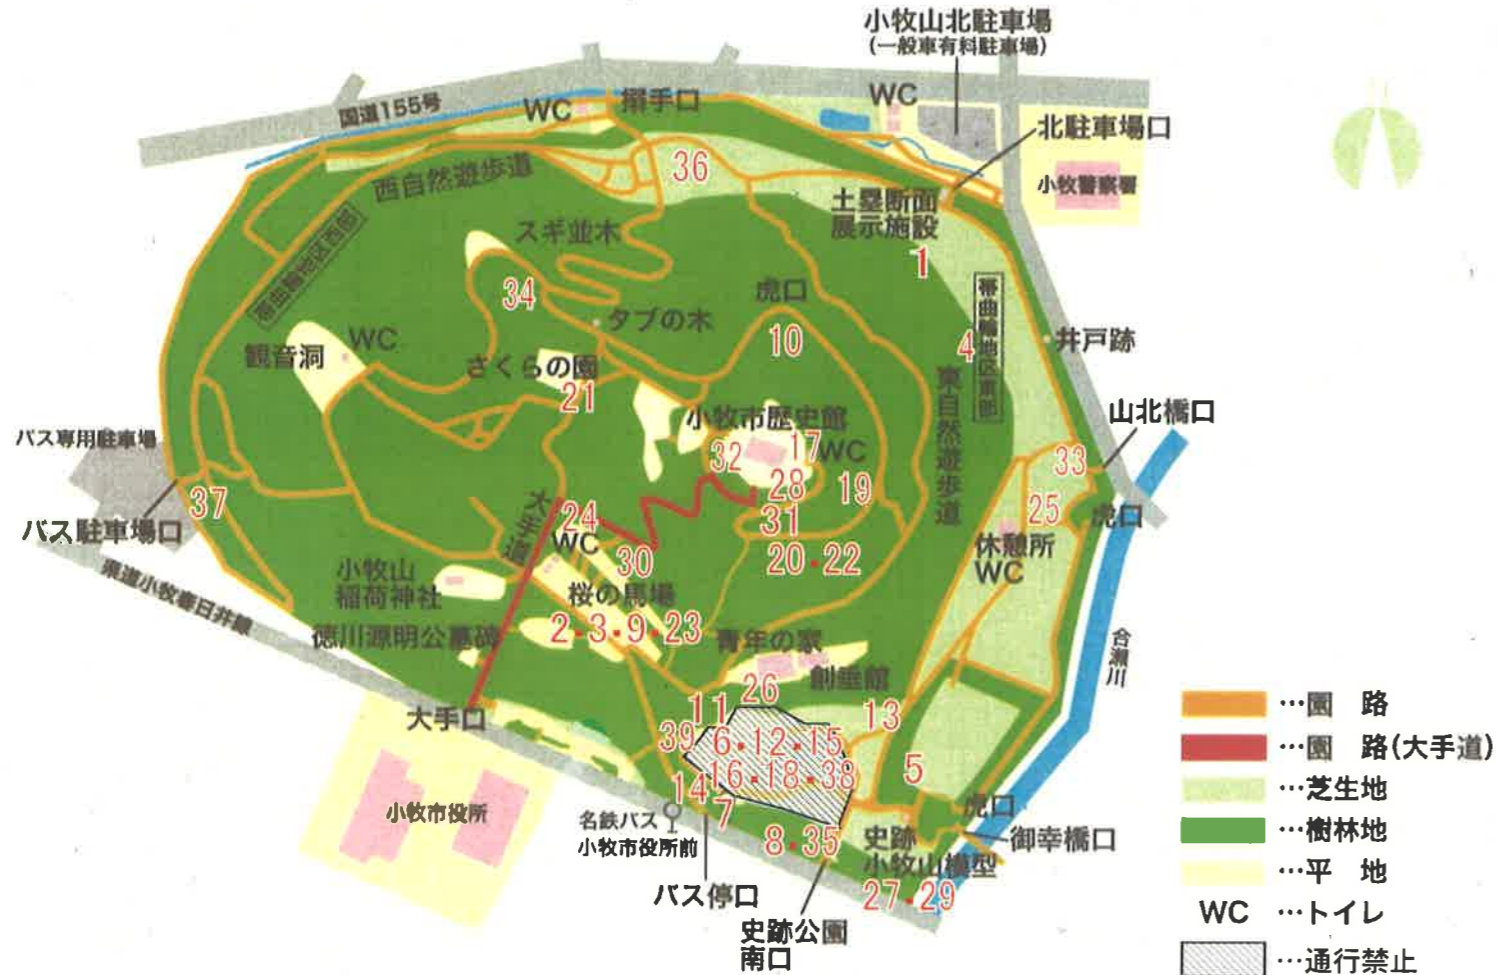 小牧山北駐車場
(一般車有料駐車場)
国道155号
WC
搦手口
WC
北駐車場口
小牧警察署
西自然遊歩道
36
土塁断面
展示施設
1
スギ並木
帯曲輪地区西部
34
虎口
タブの木
10
帯曲輪地区東部
4
井戸跡
観音洞
WC
さくらの園
21
東自然遊歩道
小牧市歴史館
山北橋口
バス専用駐車場
32
17
WC
33
28
19
37
バス駐車場口
大手道
24
WC
31
25
虎口
30
20・22
休憩所
WC
小牧山
稲荷神社
県道小牧春日井線
桜の馬場
徳川源明公墓碑
2・3・9・23
青年の家
創垂館
合瀬川
26
大手口
11
13
39
6・12・15
5
16・18・38
14
7
小牧市役所
名鉄バス
小牧市役所前
8・35
虎口
史跡
小牧山模型
御幸橋口
27・29
バス停口
史跡公園
南口
…園 路
…園 路(大手道)
…芝生地
…樹林地
…平 地
WC …トイレ
…通行禁止